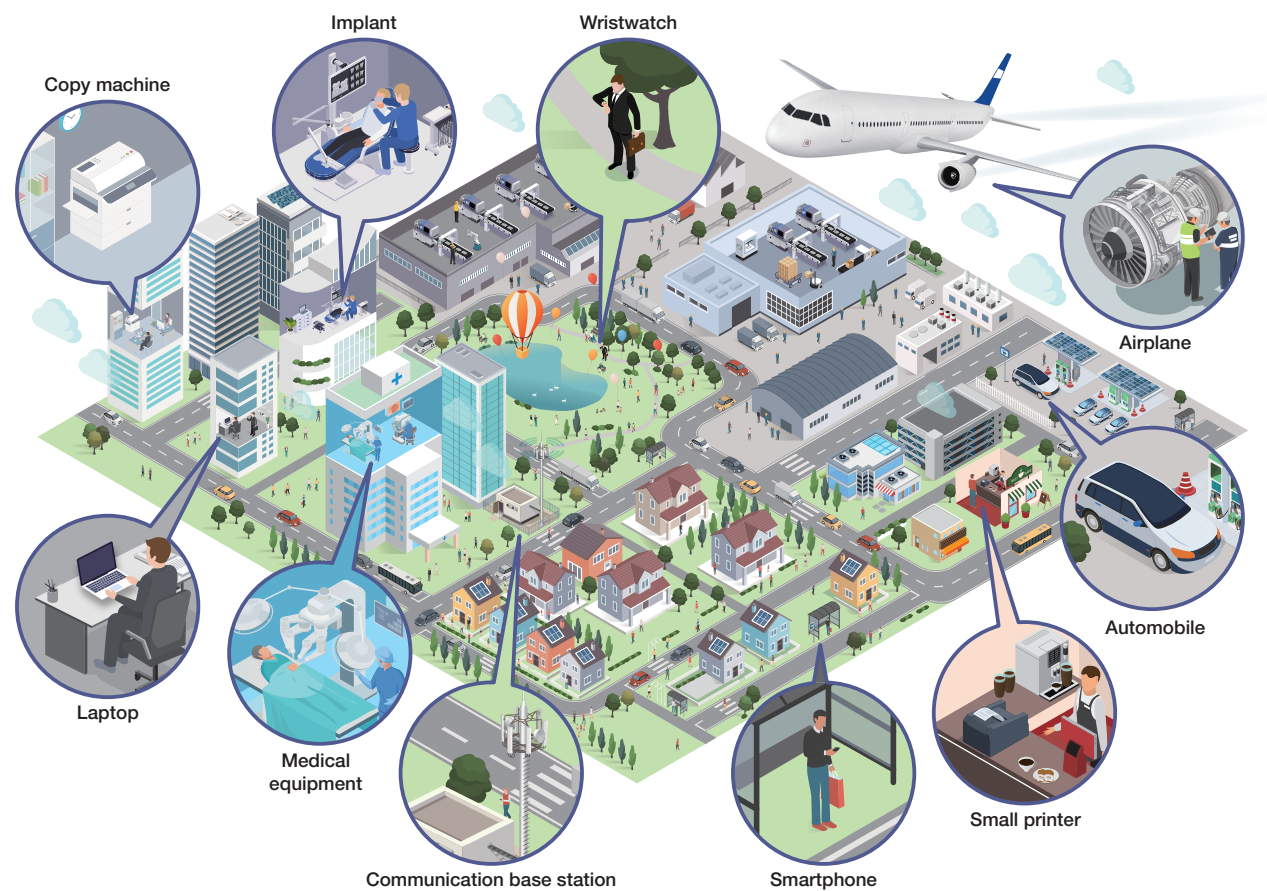 Implant
Wristwatch
Copy machine
Airplane
Automobile
Laptop
Medical
equipment
Small printer
Communication base station
Smartphone